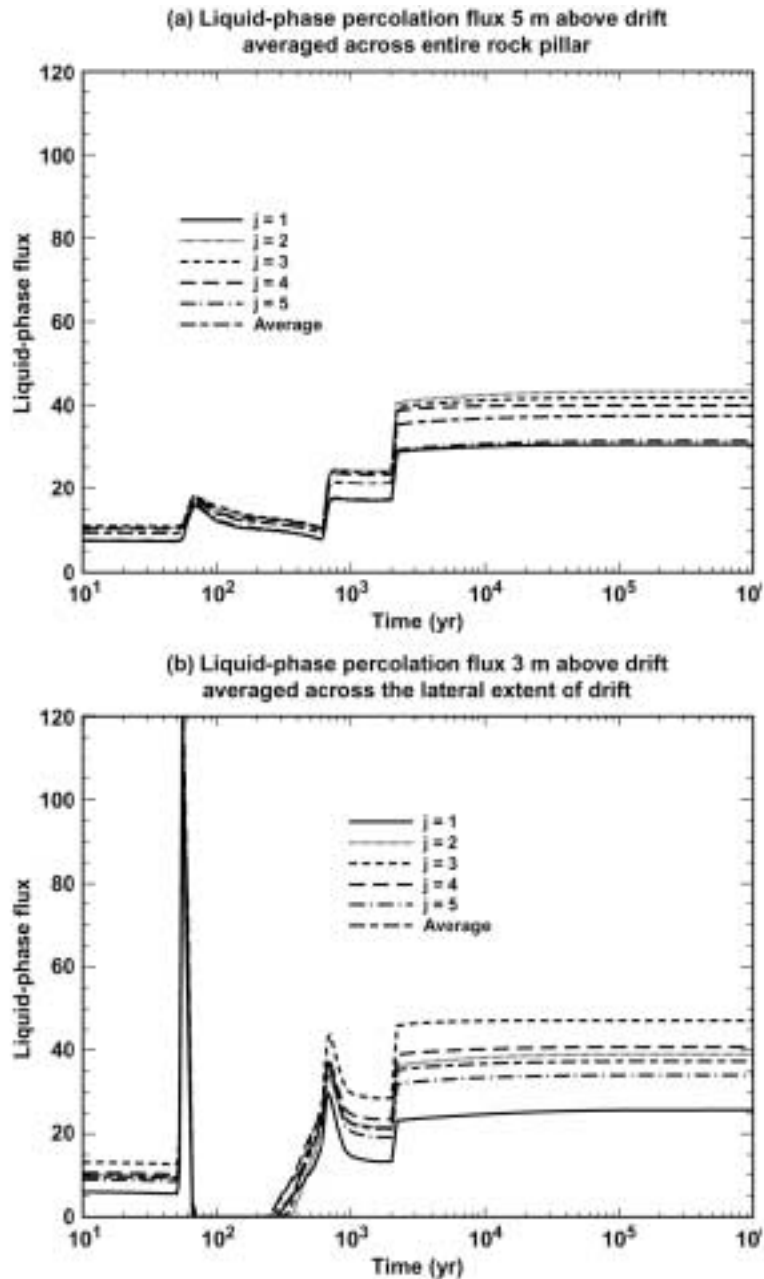 (a) Liquid-phase percolation flux 5 m above drift
averaged across entire rock pillar
120
100
80
60
40
20
0
Liquid-phase flux
j = 1
j = 2
j = 3
j = 4
j = 5
Average
10¹ 10² 10³ 10⁴ 10⁵ 10
Time (yr)
(b) Liquid-phase percolation flux 3 m above drift
averaged across the lateral extent of drift
120
100
80
60
40
20
0
Liquid-phase flux
j = 1
j = 2
j = 3
j = 4
j = 5
Average
10¹ 10² 10³ 10⁴ 10⁵ 10
Time (yr)